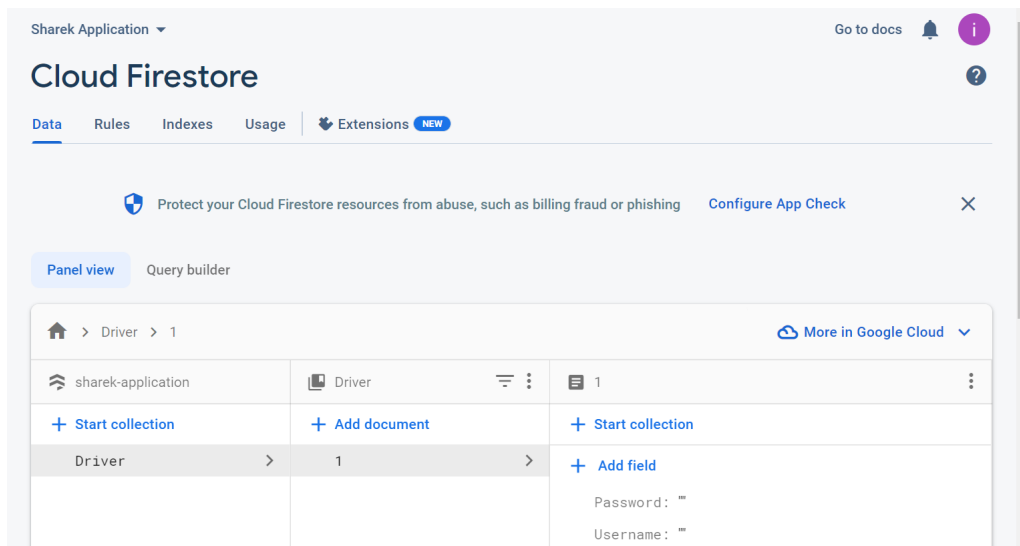 Sharek Application Go to docs i
Cloud Firestore ?
Data Rules Indexes Usage Extensions NEW
Protect your Cloud Firestore resources from abuse, such as billing fraud or phishing Configure App Check
Panel view Query builder
Driver 1 More in Google Cloud
sharek-application Driver 1
+ Start collection + Add document + Start collection
Driver 1 + Add field
Password: ""
Username: ""